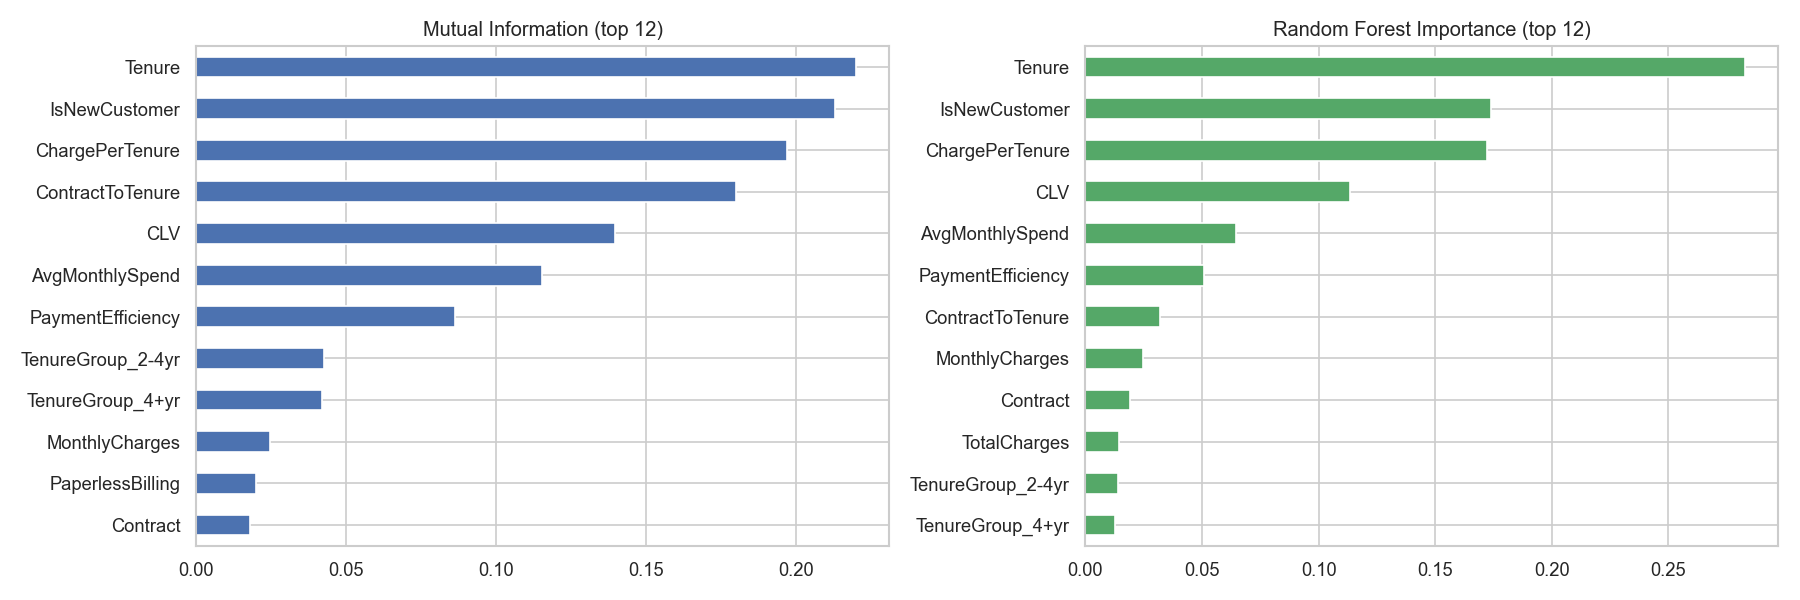 Mutual Information (top 12)
Tenure
IsNewCustomer
ChargePerTenure
ContractToTenure
CLV
AvgMonthlySpend
PaymentEfficiency
TenureGroup_2-4yr
TenureGroup_4+yr
MonthlyCharges
PaperlessBilling
Contract
0.00 0.05 0.10 0.15 0.20
Random Forest Importance (top 12)
Tenure
IsNewCustomer
ChargePerTenure
CLV
AvgMonthlySpend
PaymentEfficiency
ContractToTenure
MonthlyCharges
Contract
TotalCharges
TenureGroup_2-4yr
TenureGroup_4+yr
0.00 0.05 0.10 0.15 0.20 0.25